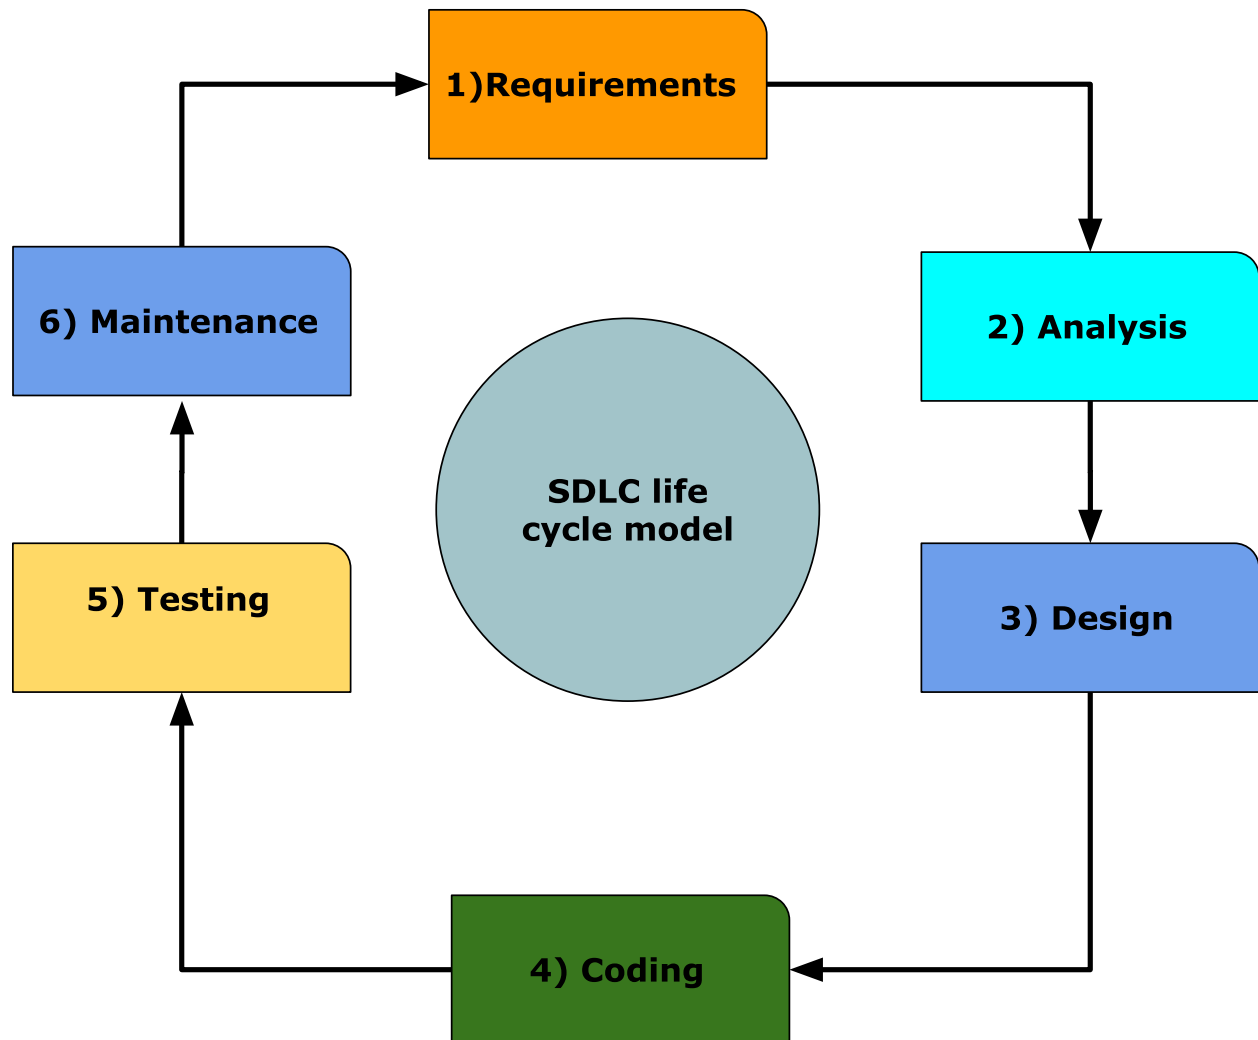 1)Requirements
2) Analysis
3) Design
4) Coding
5) Testing
6) Maintenance
SDLC life
cycle model